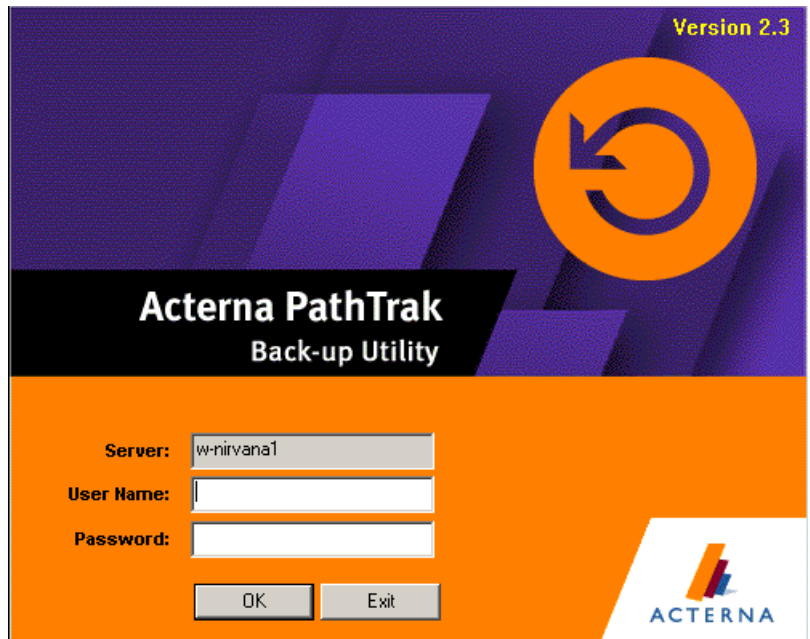 Version 2.3
Acterna PathTrak
Back-up Utility
Server: w-nirvana1
User Name:
Password:
OK Exit
ACTERNA